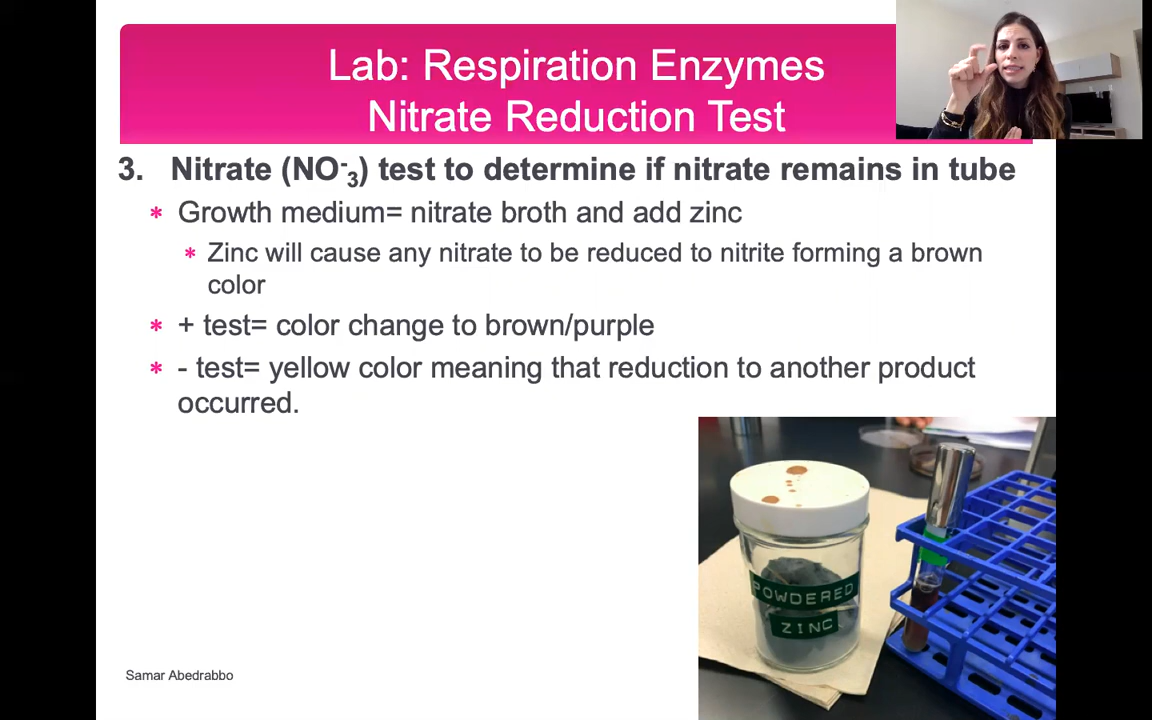 Lab: Respiration Enzymes
Nitrate Reduction Test
3. Nitrate (NO⁻₃) test to determine if nitrate remains in tube
* Growth medium= nitrate broth and add zinc
* Zinc will cause any nitrate to be reduced to nitrite forming a brown
color
* + test= color change to brown/purple
* - test= yellow color meaning that reduction to another product
occurred.
POWDERED
ZINC
Samar Abedrabbo